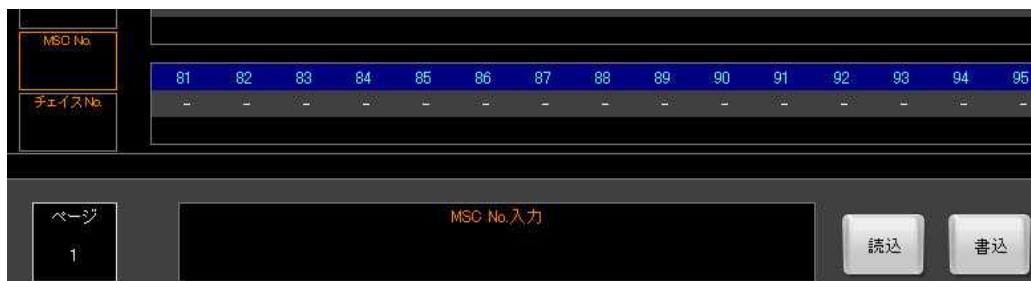 MSC No.
81 82 83 84 85 86 87 88 89 90 91 92 93 94 95
チェイスNo.
- - - - - - - - - - - - - - -
ページ
MSC No.入力
読込
書込
1